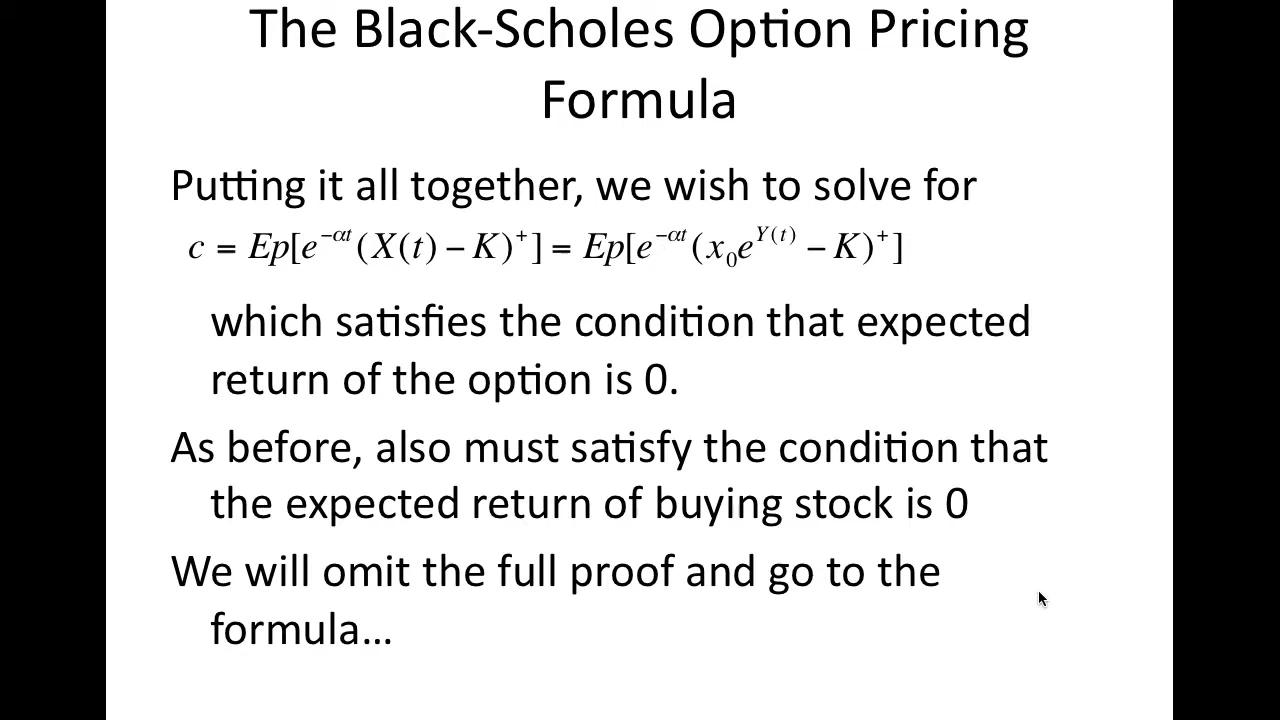 The Black-Scholes Option Pricing
Formula
Putting it all together, we wish to solve for
c = Ep[e^{-αt}(X(t) - K)^+] = Ep[e^{-αt}(x_0e^{Y(t)} - K)^+]
which satisfies the condition that expected
return of the option is 0.
As before, also must satisfy the condition that
the expected return of buying stock is 0
We will omit the full proof and go to the
formula...